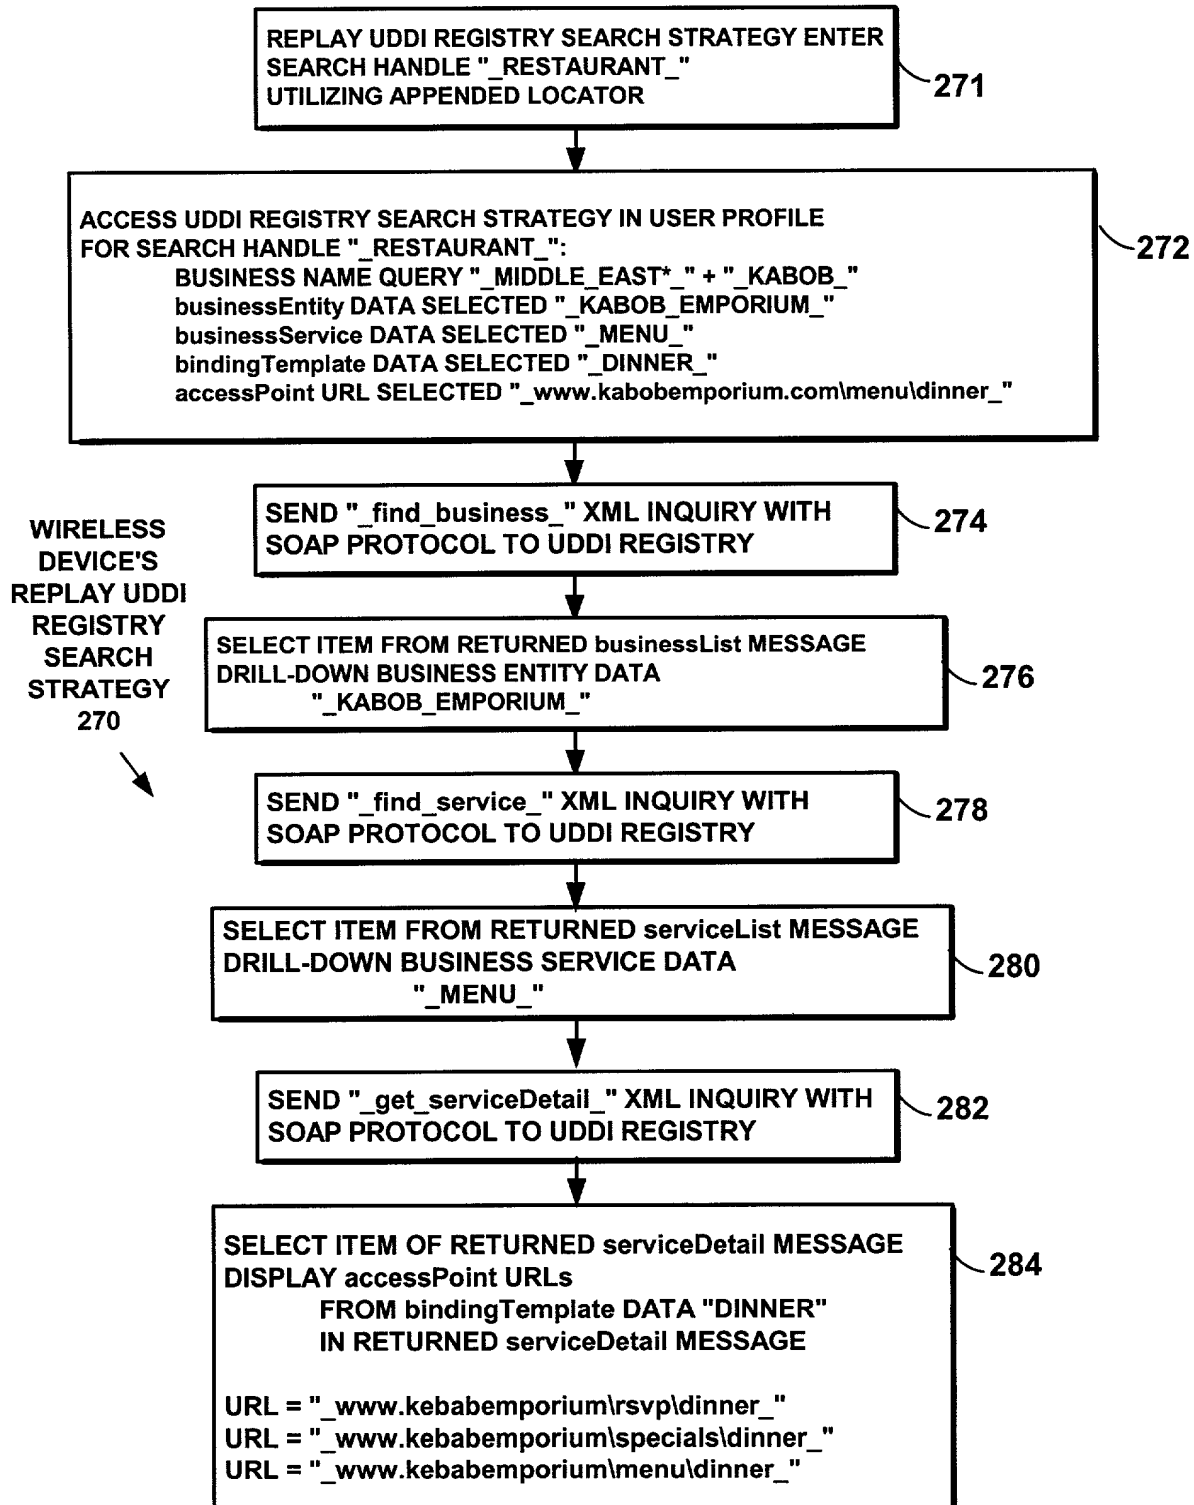 REPLAY UDDI REGISTRY SEARCH STRATEGY ENTER
SEARCH HANDLE "_RESTAURANT_"
UTILIZING APPENDED LOCATOR
271
ACCESS UDDI REGISTRY SEARCH STRATEGY IN USER PROFILE
FOR SEARCH HANDLE "_RESTAURANT_":
BUSINESS NAME QUERY "_MIDDLE_EAST*_" + "_KABOB_"
businessEntity DATA SELECTED "_KABOB_EMPORIUM_"
businessService DATA SELECTED "_MENU_"
bindingTemplate DATA SELECTED "_DINNER_"
accessPoint URL SELECTED "_www.kabobemporium.com\menu\dinner_"
272
WIRELESS
DEVICE'S
REPLAY UDDI
REGISTRY
SEARCH
STRATEGY
270
SEND "_find_business_" XML INQUIRY WITH
SOAP PROTOCOL TO UDDI REGISTRY
274
SELECT ITEM FROM RETURNED businessList MESSAGE
DRILL-DOWN BUSINESS ENTITY DATA
"_KABOB_EMPORIUM_"
276
SEND "_find_service_" XML INQUIRY WITH
SOAP PROTOCOL TO UDDI REGISTRY
278
SELECT ITEM FROM RETURNED serviceList MESSAGE
DRILL-DOWN BUSINESS SERVICE DATA
"_MENU_"
280
SEND "_get_serviceDetail_" XML INQUIRY WITH
SOAP PROTOCOL TO UDDI REGISTRY
282
SELECT ITEM OF RETURNED serviceDetail MESSAGE
DISPLAY accessPoint URLs
FROM bindingTemplate DATA "DINNER"
IN RETURNED serviceDetail MESSAGE
URL = "_www.kebabemporium\rsvp\dinner_"
URL = "_www.kebabemporium\specials\dinner_"
URL = "_www.kebabemporium\menu\dinner_"
284